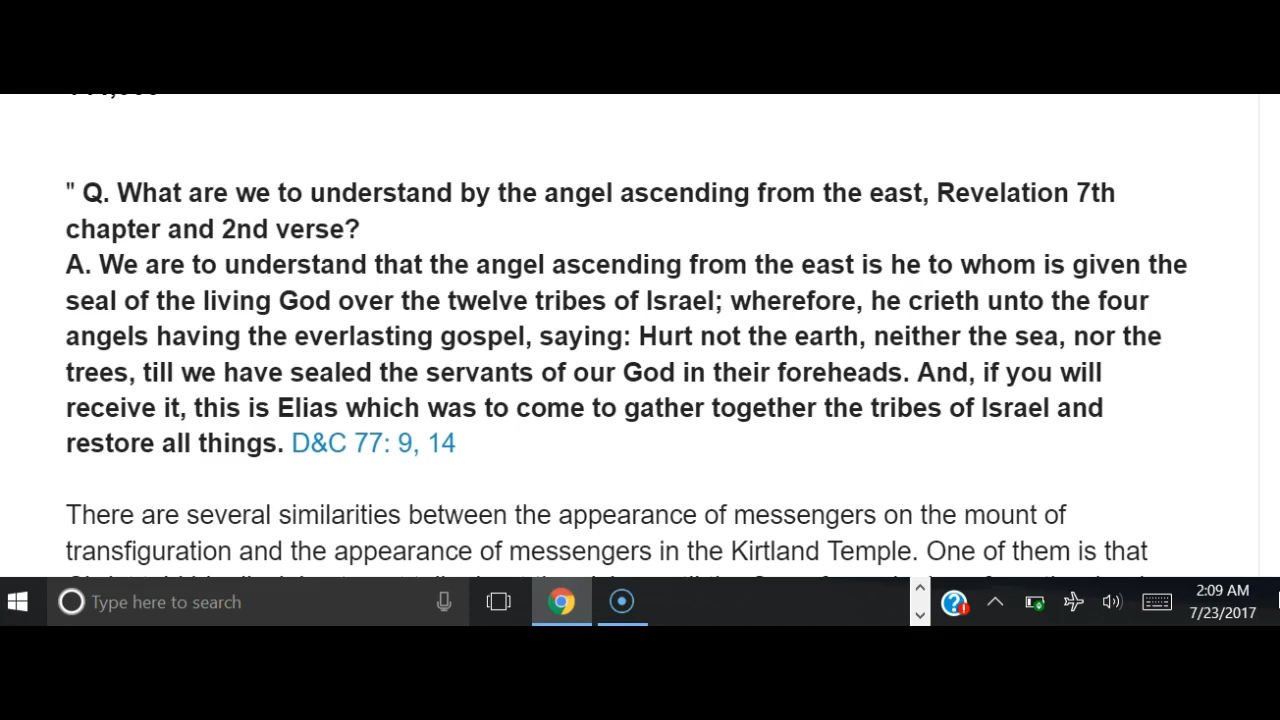 " Q. What are we to understand by the angel ascending from the east, Revelation 7th
chapter and 2nd verse?
A. We are to understand that the angel ascending from the east is he to whom is given the
seal of the living God over the twelve tribes of Israel; wherefore, he crieth unto the four
angels having the everlasting gospel, saying: Hurt not the earth, neither the sea, nor the
trees, till we have sealed the servants of our God in their foreheads. And, if you will
receive it, this is Elias which was to come to gather together the tribes of Israel and
restore all things. D&C 77: 9, 14
There are several similarities between the appearance of messengers on the mount of
transfiguration and the appearance of messengers in the Kirtland Temple. One of them is that
Type here to search
2:09 AM
7/23/2017